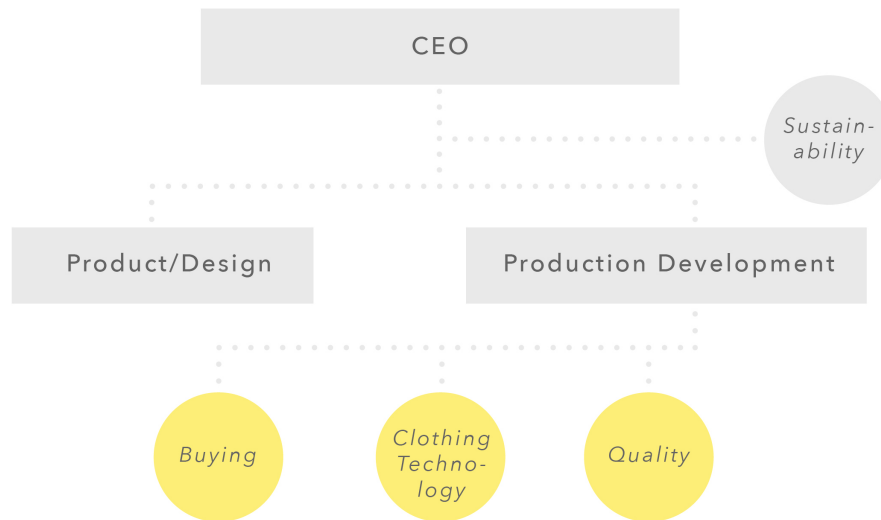 CEO
Sustain-
ability
Product/Design
Production Development
Buying
Clothing
Techno-
logy
Quality